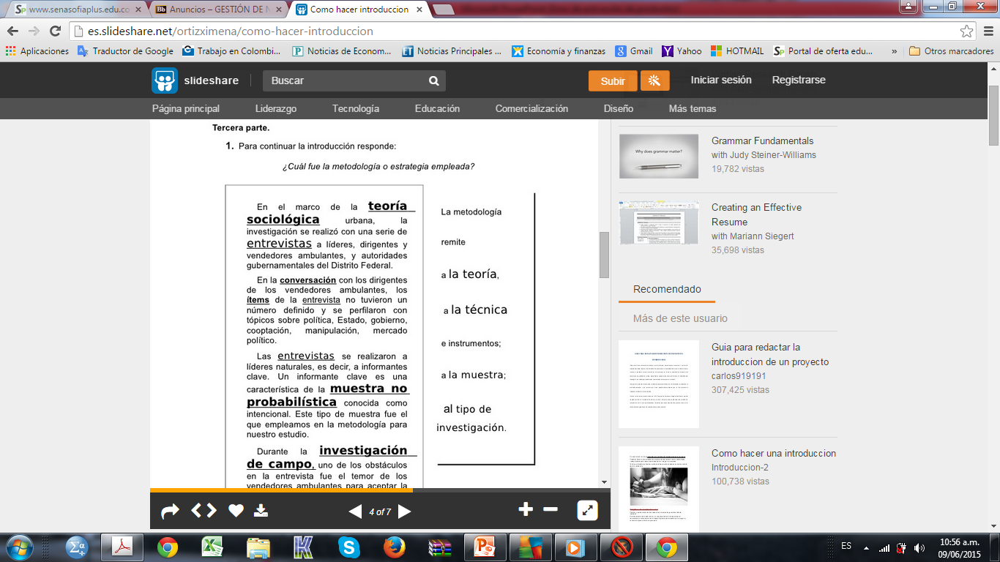 www.senasofiaplus.edu.co
Anuncios – GESTIÓN DE N
Como hacer introduccion
es.slideshare.net/ortizximena/como-hacer-introduccion
Aplicaciones
Traductor de Google
Trabajo en Colombi...
Noticias de Econom...
Noticias Principales ...
Economía y finanzas
Gmail
Yahoo
HOTMAIL
Portal de oferta edu...
»
Otros marcadores
slideshare
Buscar
Subir
Iniciar sesión
Registrarse
Página principal
Liderazgo
Tecnología
Educación
Comercialización
Diseño
Más temas
Tercera parte.
1. Para continuar la introducción responde:
¿Cuál fue la metodología o estrategia empleada?
En el marco de la teoría
sociológica urbana, la
investigación se realizó con una serie de
entrevistas a líderes, dirigentes y
vendedores ambulantes, y autoridades
gubernamentales del Distrito Federal.
En la conversación con los dirigentes
de los vendedores ambulantes, los
ítems de la entrevista no tuvieron un
número definido y se perfilaron con
tópicos sobre política, Estado, gobierno,
cooptación, manipulación, mercado
político.
Las entrevistas se realizaron a
líderes naturales, es decir, a informantes
clave. Un informante clave es una
característica de la muestra no
probabilística conocida como
intencional. Este tipo de muestra fue el
que empleamos en la metodología para
nuestro estudio.
Durante la investigación
de campo, uno de los obstáculos
en la entrevista fue el temor de los
vendedores ambulantes para aceptar la
La metodología
remite
a la teoría,
a la técnica
e instrumentos;
a la muestra;
al tipo de
investigación.
4 of 7
Why does grammar matter?
Grammar Fundamentals
with Judy Steiner-Williams
19,782 vistas
Creating an Effective
Resume
with Mariann Siegert
35,698 vistas
Recomendado
Más de este usuario
Guia para redactar la
introduccion de un proyecto
carlos919191
307,425 vistas
Como hacer una introduccion
Introduccion-2
100,738 vistas
ES
10:56 a.m.
09/06/2015